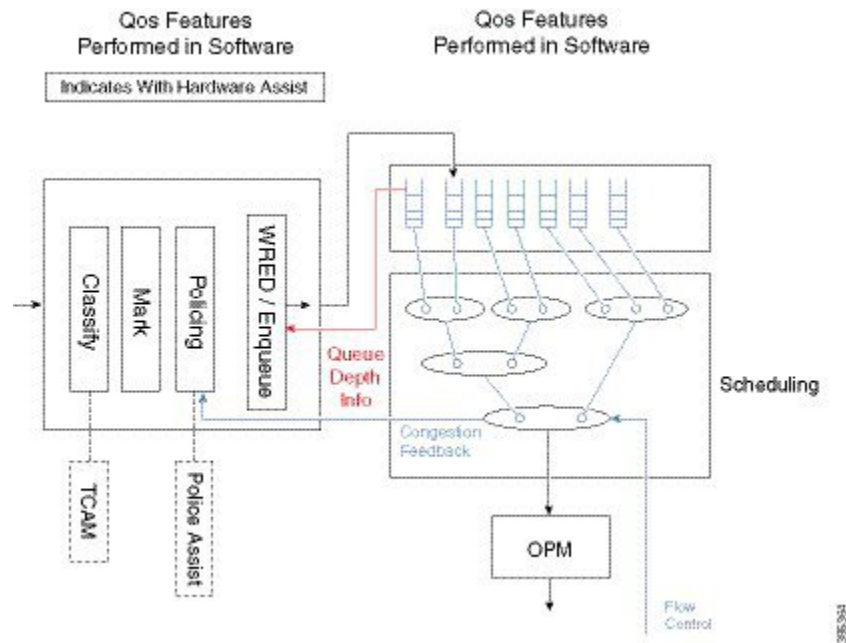 Qos Features
Performed in Software
Qos Features
Performed in Software
Indicates With Hardware Assist
Classify
Mark
Policing
WRED / Enqueue
Queue
Depth
Info
Scheduling
Congestion
Feedback
TCAM
Police Assist
OPM
Flow
Control